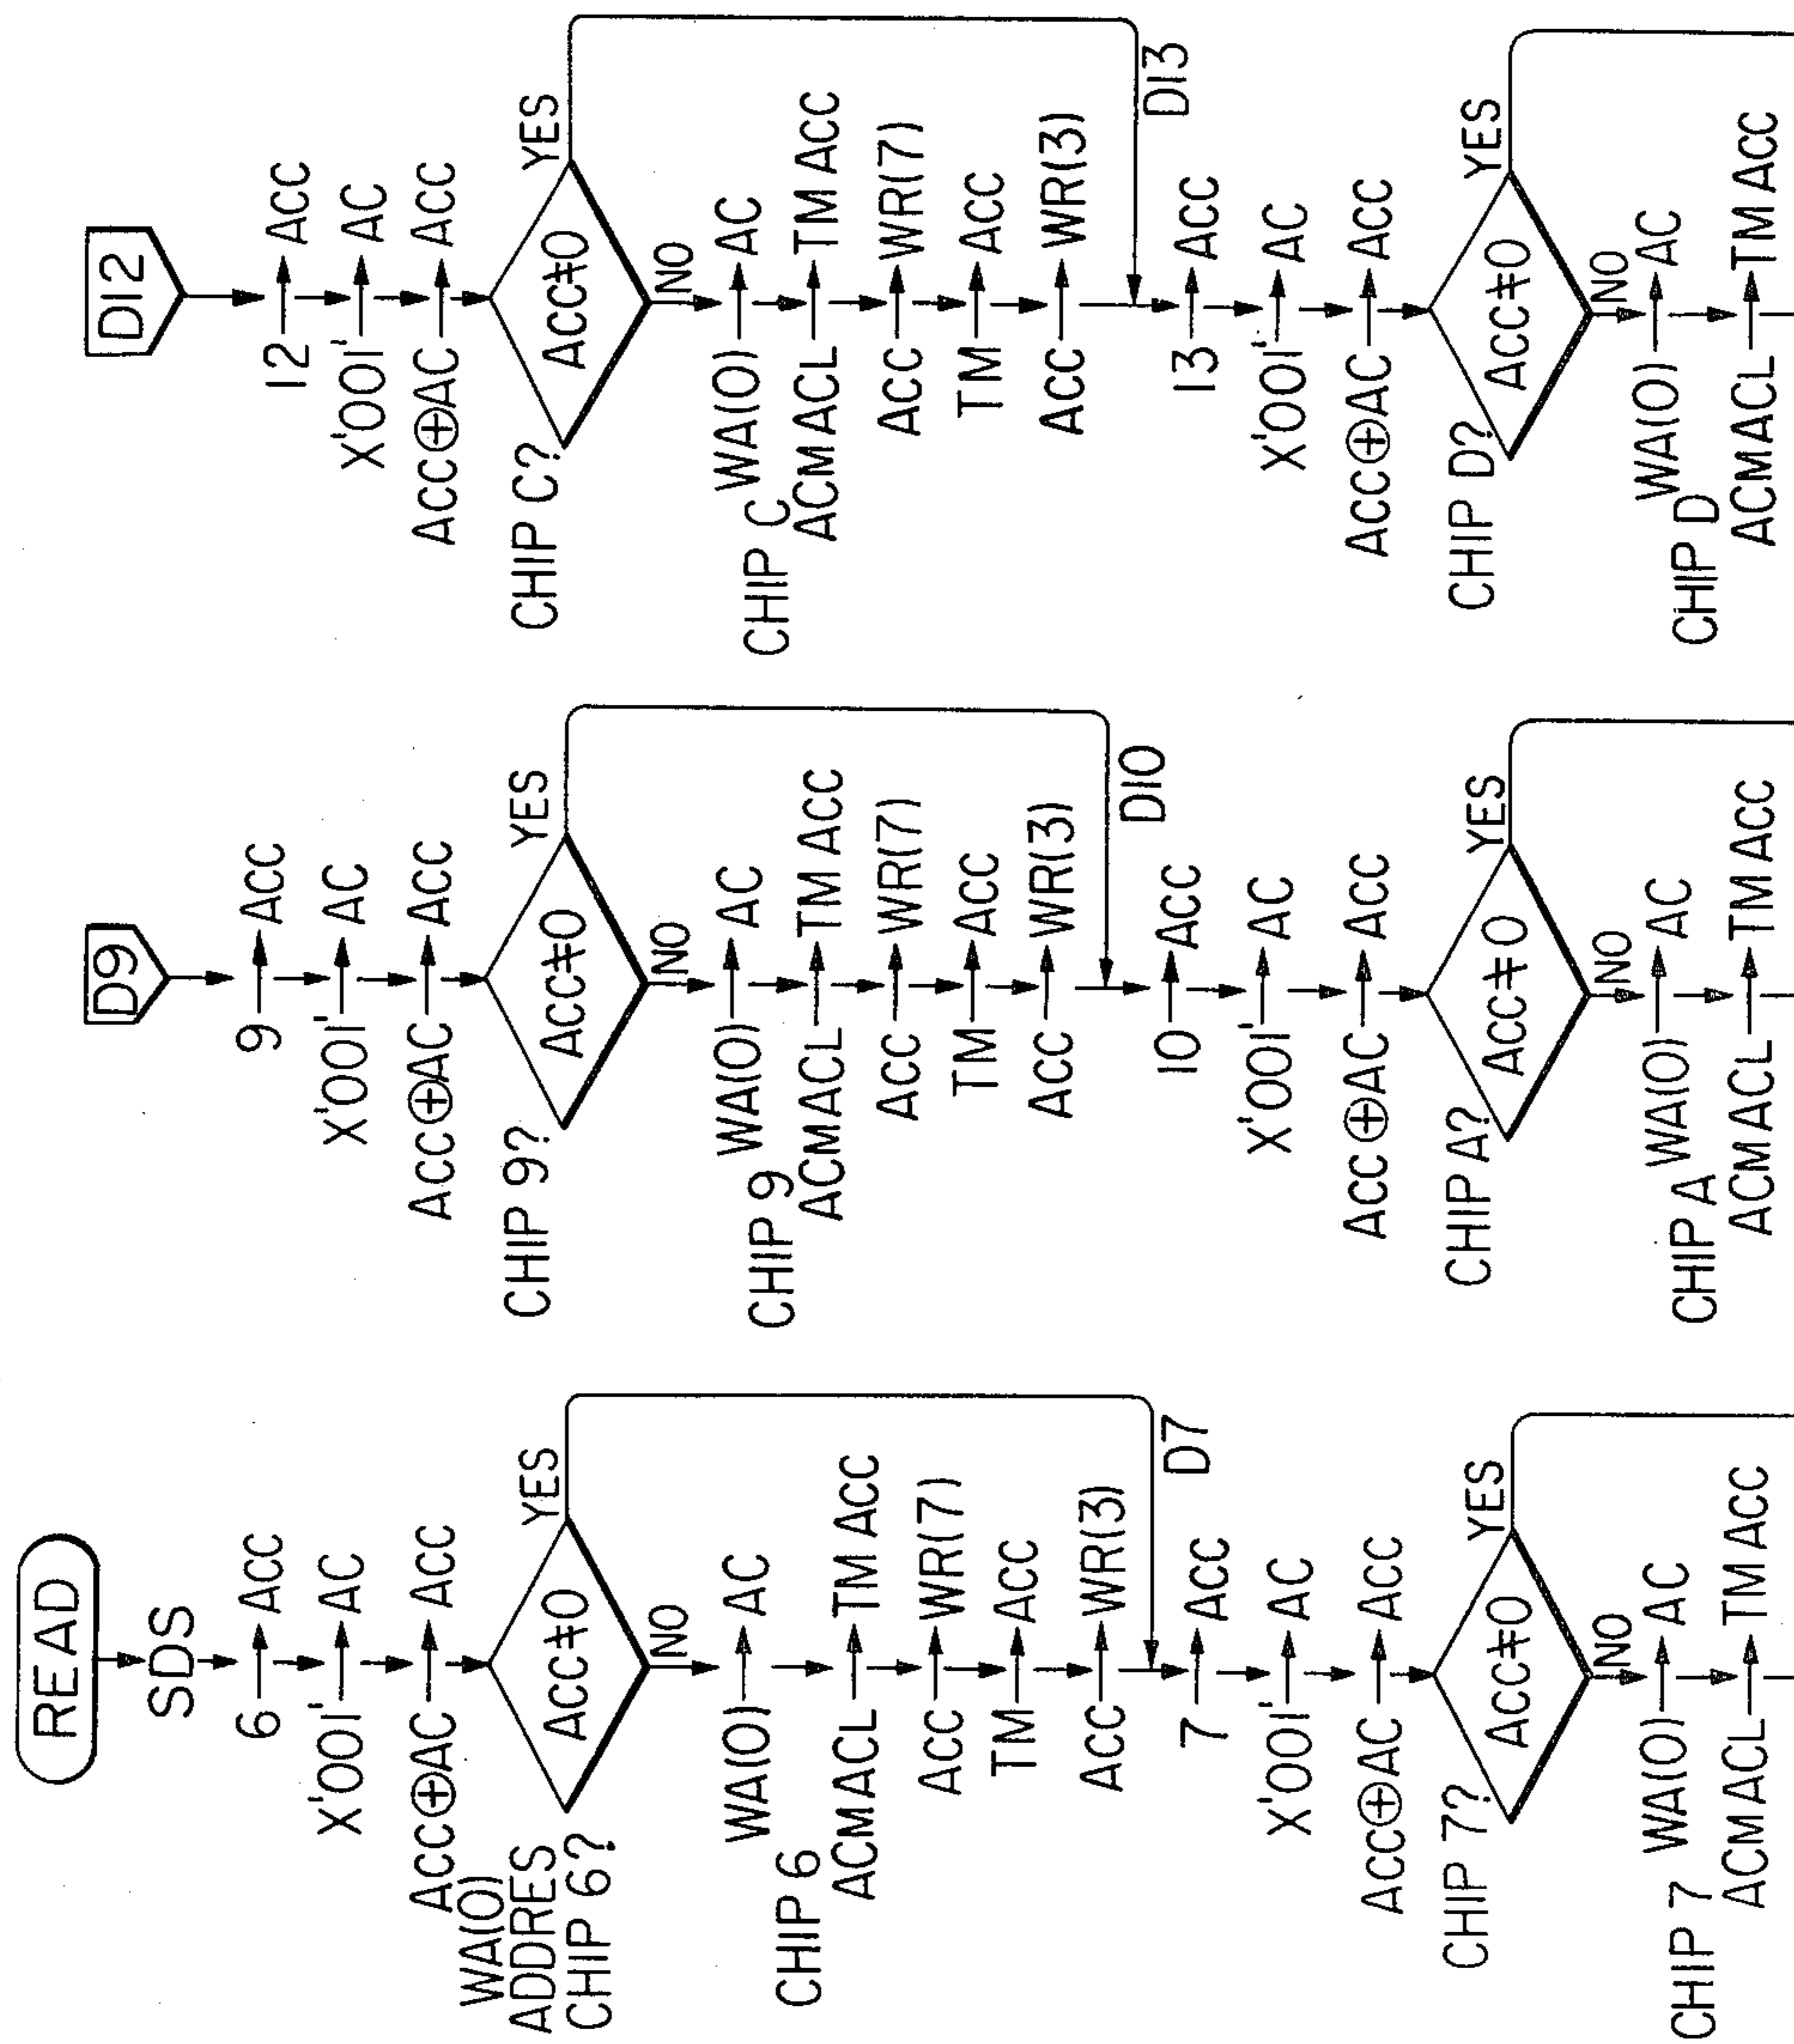 READ
SDS
6 → ACC
X'001' → AC
ACC⊕AC → ACC
WA(0)
ADDRES
CHIP 6?
ACC≠0
YES
NO
WA(0) → AC
CHIP 6
ACMACL → TM ACC
ACC → WR(7)
TM → ACC
ACC → WR(3)
D7
7 → ACC
X'001' → AC
ACC⊕AC → ACC
CHIP 7?
ACC≠0
YES
NO
WA(0) → AC
CHIP 7
ACMACL → TM ACC
D9
9 → ACC
X'001' → AC
ACC⊕AC → ACC
CHIP 9?
ACC≠0
YES
NO
WA(0) → AC
CHIP 9
ACMACL → TM ACC
ACC → WR(7)
TM → ACC
ACC → WR(3)
D10
10 → ACC
X'001' → AC
ACC⊕AC → ACC
CHIP A?
ACC≠0
YES
NO
WA(0) → AC
CHIP A
ACMACL → TM ACC
D12
12 → ACC
X'001' → AC
ACC⊕AC → ACC
CHIP C?
ACC≠0
YES
NO
WA(0) → AC
CHIP C
ACMACL → TM ACC
ACC → WR(7)
TM → ACC
ACC → WR(3)
D13
13 → ACC
X'001' → AC
ACC⊕AC → ACC
CHIP D?
ACC≠0
YES
NO
WA(0) → AC
CHIP D
ACMACL → TM ACC